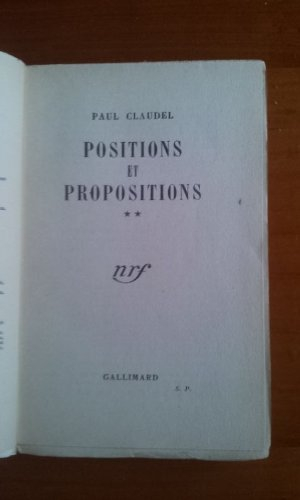 PAUL CLAUDEL
POSITIONS
ET
PROPOSITIONS
★ ★
nrf
GALLIMARD
S. P.